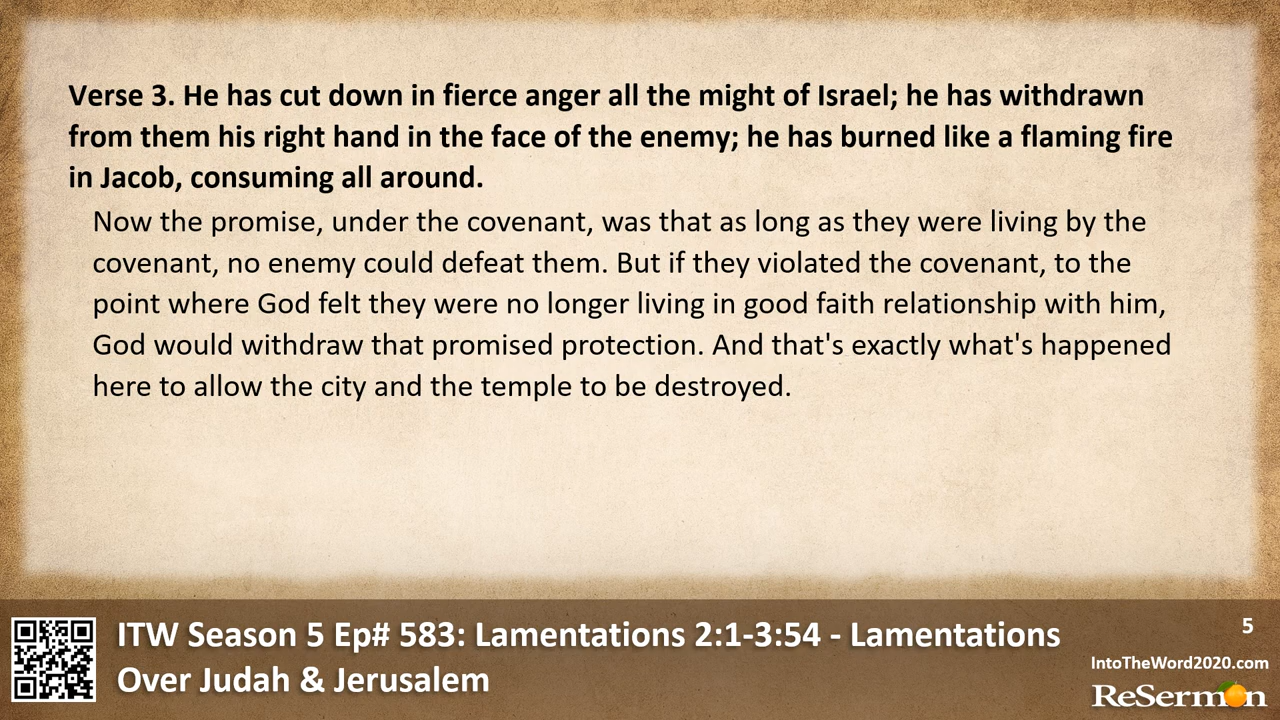 Verse 3. He has cut down in fierce anger all the might of Israel; he has withdrawn
from them his right hand in the face of the enemy; he has burned like a flaming fire
in Jacob, consuming all around.
Now the promise, under the covenant, was that as long as they were living by the
covenant, no enemy could defeat them. But if they violated the covenant, to the
point where God felt they were no longer living in good faith relationship with him,
God would withdraw that promised protection. And that's exactly what's happened
here to allow the city and the temple to be destroyed.
ITW Season 5 Ep# 583: Lamentations 2:1-3:54 - Lamentations
Over Judah & Jerusalem
5
IntoTheWord2020.com
ReSermon